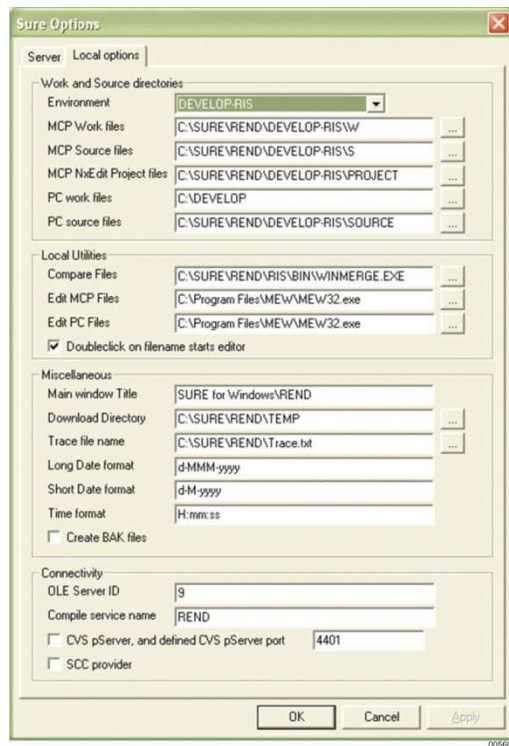 Sure Options
Server Local options
Work and Source directories
Environment DEVELOP-RIS
MCP Work files C:\SURE\REND\DEVELOP-RIS\W ...
MCP Source files C:\SURE\REND\DEVELOP-RIS\S ...
MCP NxEdit Project files C:\SURE\REND\DEVELOP-RIS\PROJECT ...
PC work files C:\DEVELOP ...
PC source files C:\SURE\REND\DEVELOP-RIS\SOURCE ...
Local Utilities
Compare Files C:\SURE\REND\RIS\BIN\WINMERGE.EXE ...
Edit MCP Files C:\Program Files\MEW\MEW32.exe ...
Edit PC Files C:\Program Files\MEW\MEW32.exe ...
Doubleclick on filename starts editor
Miscellaneous
Main window Title SURE for Windows\REND
Download Directory C:\SURE\REND\TEMP ...
Trace file name C:\SURE\REND\Trace.txt ...
Long Date format d-MMM-yyyy
Short Date format d-M-yyyy
Time format H:mm:ss
Create BAK files
Connectivity
OLE Server ID 9
Compile service name REND
CVS pServer, and defined CVS pServer port 4401
SCC provider
OK Cancel Apply